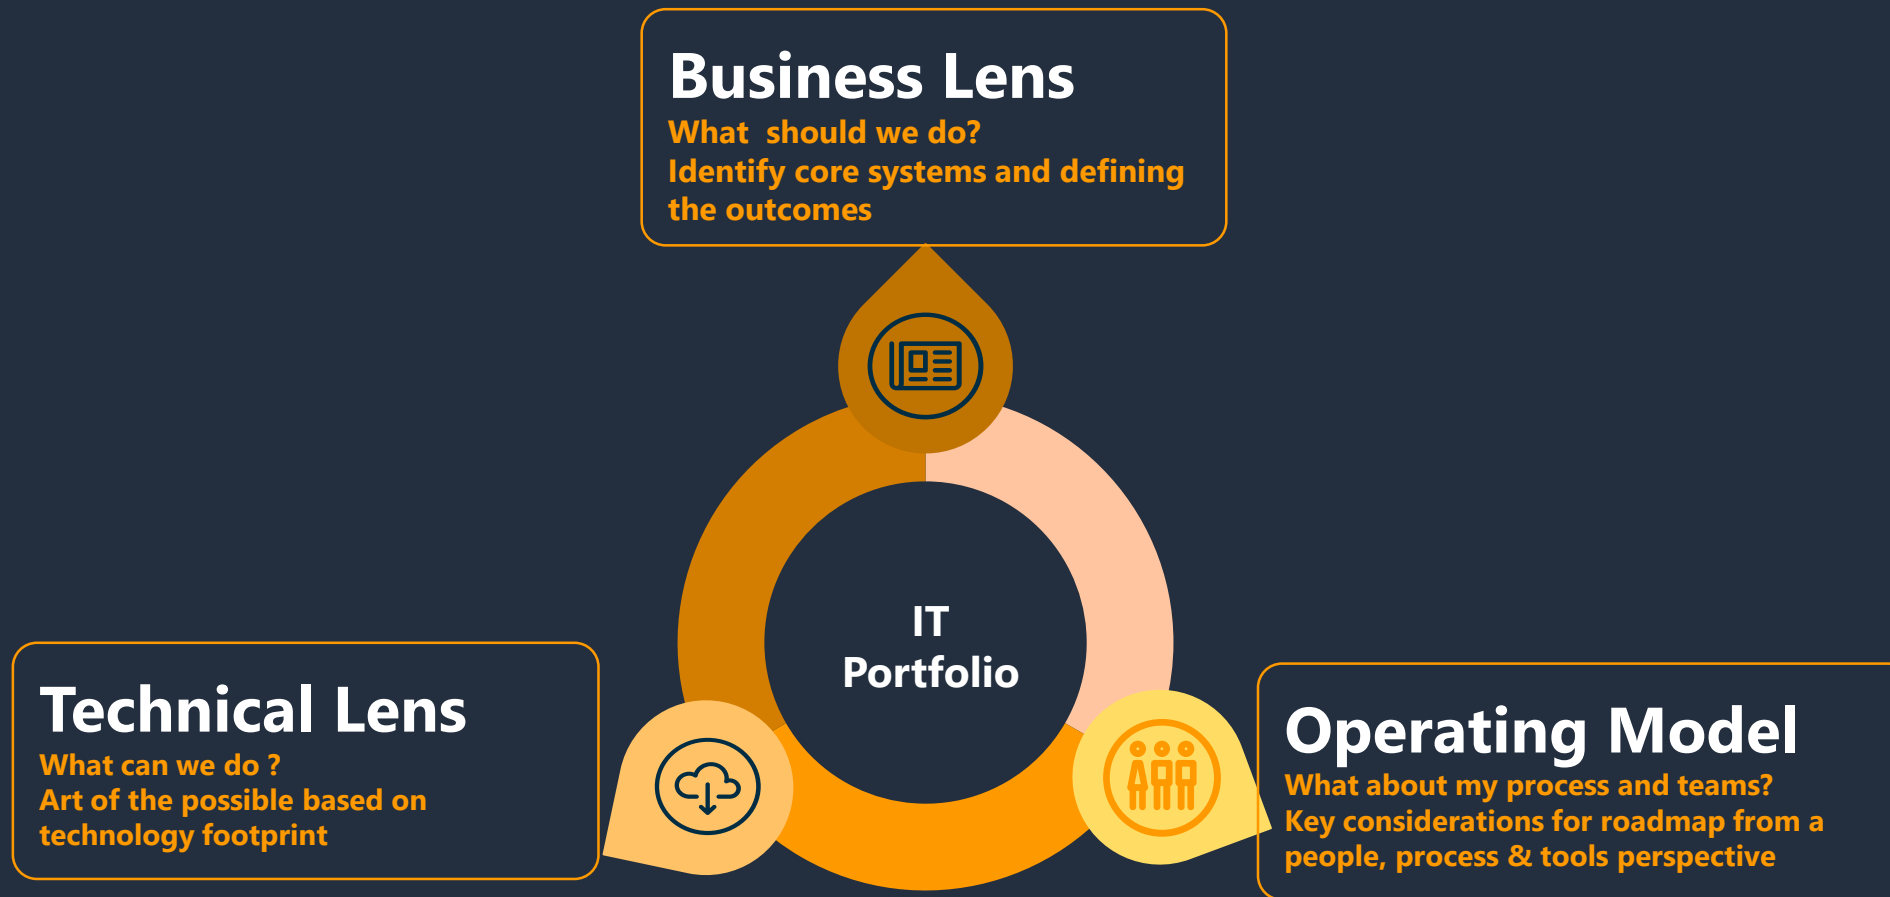 Business Lens
What  should we do?
Identify core systems and defining
the outcomes
IT
Portfolio
Technical Lens
What can we do ?
Art of the possible based on
technology footprint
Operating Model
What about my process and teams?
Key considerations for roadmap from a
people, process & tools perspective